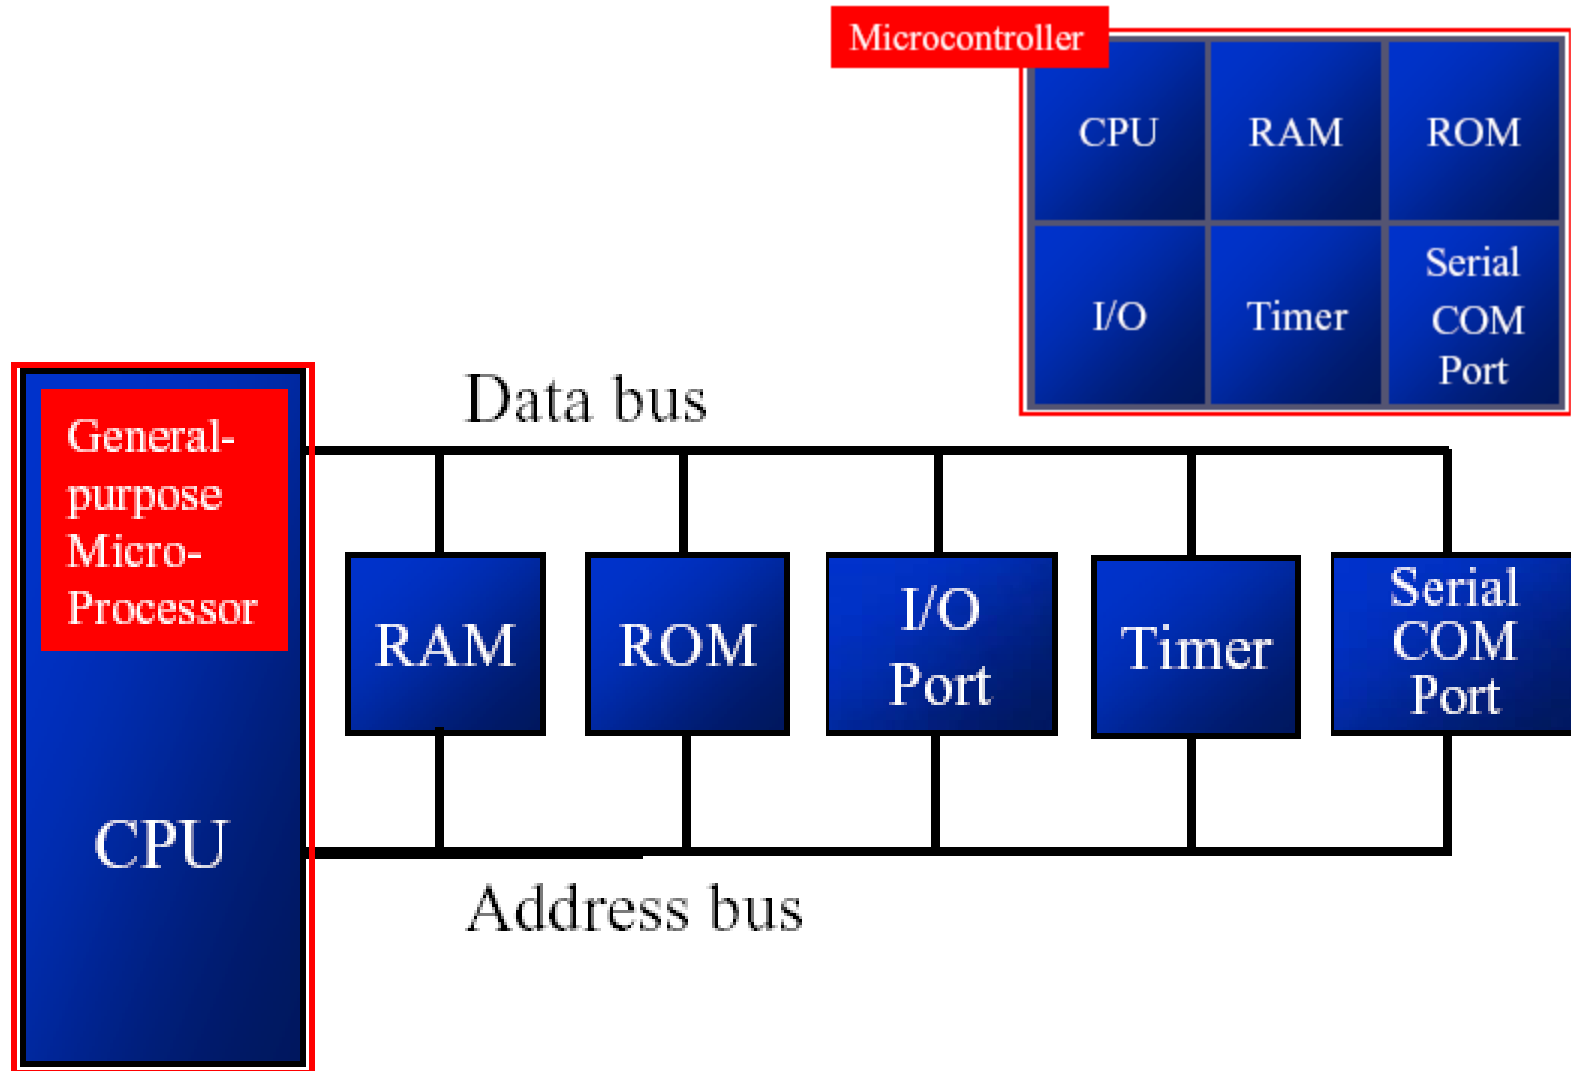 Microcontroller
CPU
RAM
ROM
I/O
Timer
Serial
COM
Port
Data bus
General-
purpose
Micro-
Processor
CPU
RAM
ROM
I/O
Port
Timer
Serial
COM
Port
Address bus